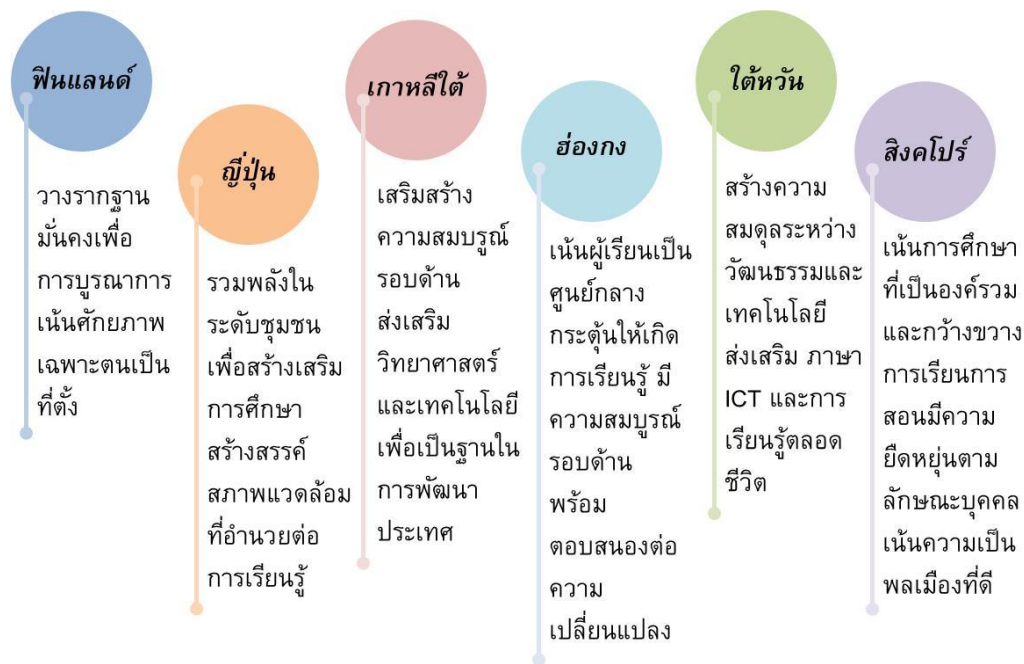 ฟินแลนด์
วางรากฐาน
มั่นคงเพื่อ
การบูรณาการ
เน้นศักยภาพ
เฉพาะตนเป็น
ที่ตั้ง
ญี่ปุ่น
รวมพลังใน
ระดับชุมชน
เพื่อสร้างเสริม
การศึกษา
สร้างสรรค์
สภาพแวดล้อม
ที่อำนวยต่อ
การเรียนรู้
เกาหลีใต้
เสริมสร้าง
ความสมบรูณ์
รอบด้าน
ส่งเสริม
วิทยาศาสตร์
และเทคโนโลยี
เพื่อเป็นฐานใน
การพัฒนา
ประเทศ
ฮ่องกง
เน้นผู้เรียนเป็น
ศูนย์กลาง
กระตุ้นให้เกิด
การเรียนรู้ มี
ความสมบูรณ์
รอบด้าน
พร้อม
ตอบสนองต่อ
ความ
เปลี่ยนแปลง
ใต้หวัน
สร้างความ
สมดุลระหว่าง
วัฒนธรรมและ
เทคโนโลยี
ส่งเสริม ภาษา
ICT และการ
เรียนรู้ตลอด
ชีวิต
สิงคโปร์
เน้นการศึกษา
ที่เป็นองค์รวม
และกว้างขวาง
การเรียนการ
สอนมีความ
ยืดหยุ่นตาม
ลักษณะบุคคล
เน้นความเป็น
พลเมืองที่ดี